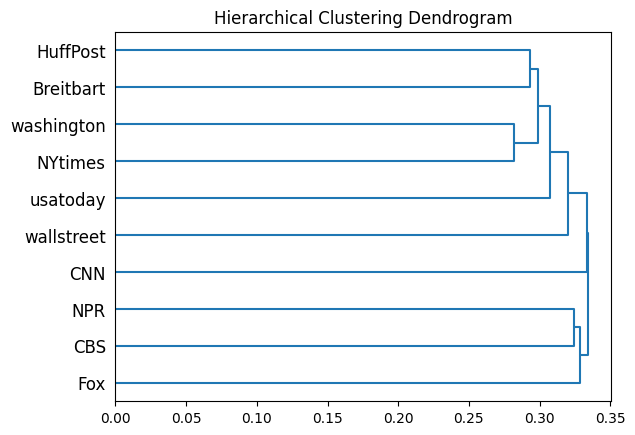 Hierarchical Clustering Dendrogram
HuffPost
Breitbart
washington
NYtimes
usatoday
wallstreet
CNN
NPR
CBS
Fox
0.00 0.05 0.10 0.15 0.20 0.25 0.30 0.35